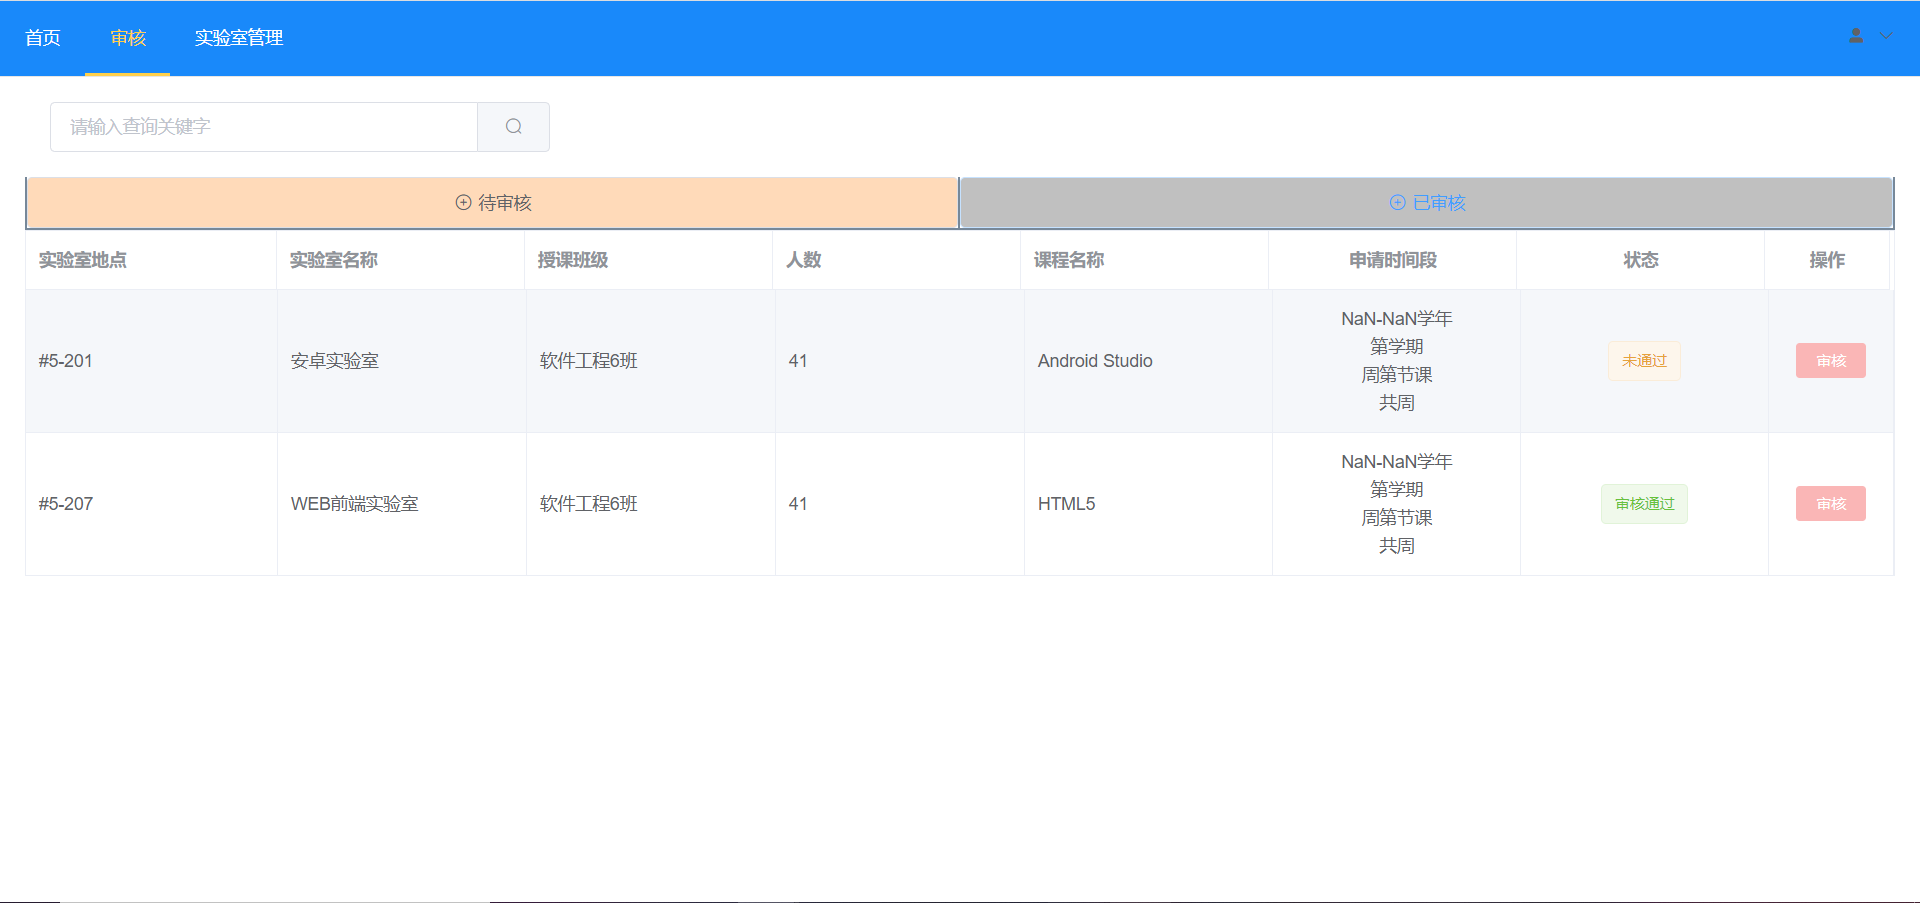 首页 审核 实验室管理
请输入查询关键字
待审核 已审核
实验室地点 实验室名称 授课班级 人数 课程名称 申请时间段 状态 操作
NaN-NaN学年
第学期
#5-201 安卓实验室 软件工程6班 41 Android Studio 未通过 审核
周第节课
共周
NaN-NaN学年
第学期
#5-207 WEB前端实验室 软件工程6班 41 HTML5 审核通过 审核
周第节课
共周